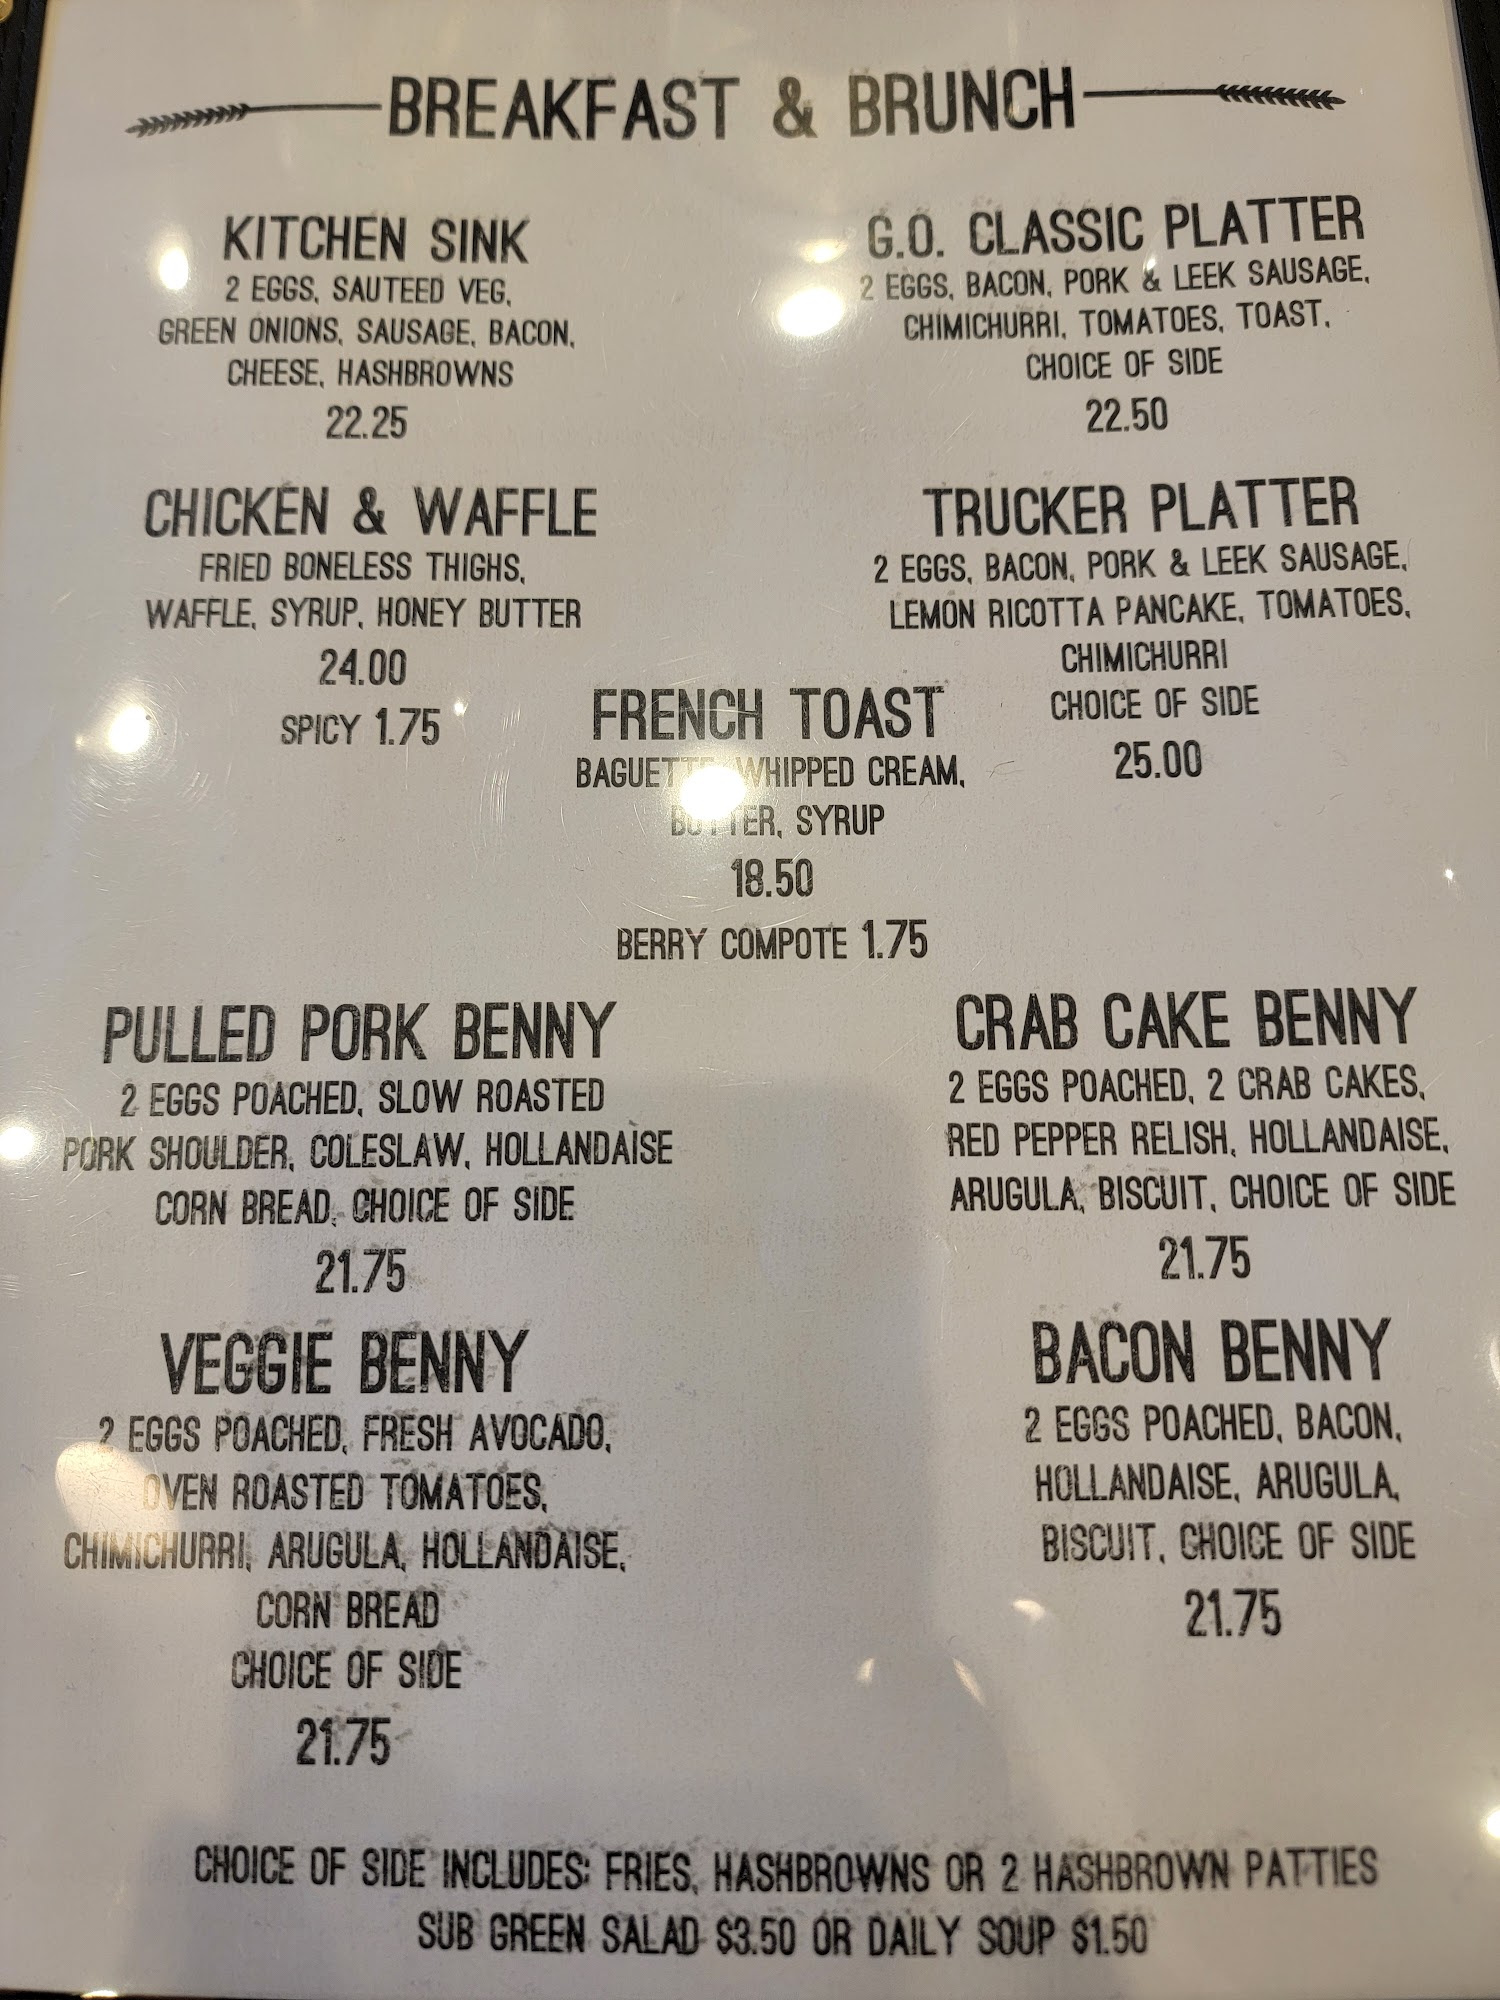 BREAKFAST & BRUNCH
KITCHEN SINK
2 EGGS, SAUTEED VEG,
GREEN ONIONS, SAUSAGE, BACON,
CHEESE, HASHBROWNS
22.25
G.O. CLASSIC PLATTER
2 EGGS, BACON, PORK & LEEK SAUSAGE,
CHIMICHURRI, TOMATOES, TOAST,
CHOICE OF SIDE
22.50
CHICKEN & WAFFLE
FRIED BONELESS THIGHS,
WAFFLE, SYRUP, HONEY BUTTER
24.00
SPICY 1.75
TRUCKER PLATTER
2 EGGS, BACON, PORK & LEEK SAUSAGE,
LEMON RICOTTA PANCAKE, TOMATOES,
CHIMICHURRI
CHOICE OF SIDE
25.00
FRENCH TOAST
BAGUETTE, WHIPPED CREAM,
BUTTER, SYRUP
18.50
BERRY COMPOTE 1.75
PULLED PORK BENNY
2 EGGS POACHED, SLOW ROASTED
PORK SHOULDER, COLESLAW, HOLLANDAISE
CORN BREAD, CHOICE OF SIDE
21.75
CRAB CAKE BENNY
2 EGGS POACHED, 2 CRAB CAKES,
RED PEPPER RELISH, HOLLANDAISE,
ARUGULA, BISCUIT, CHOICE OF SIDE
21.75
VEGGIE BENNY
2 EGGS POACHED, FRESH AVOCADO,
OVEN ROASTED TOMATOES,
CHIMICHURRI, ARUGULA, HOLLANDAISE,
CORN BREAD
CHOICE OF SIDE
21.75
BACON BENNY
2 EGGS POACHED, BACON,
HOLLANDAISE, ARUGULA,
BISCUIT, CHOICE OF SIDE
21.75
CHOICE OF SIDE INCLUDES: FRIES, HASHBROWNS OR 2 HASHBROWN PATTIES
SUB GREEN SALAD $3.50 OR DAILY SOUP $1.50